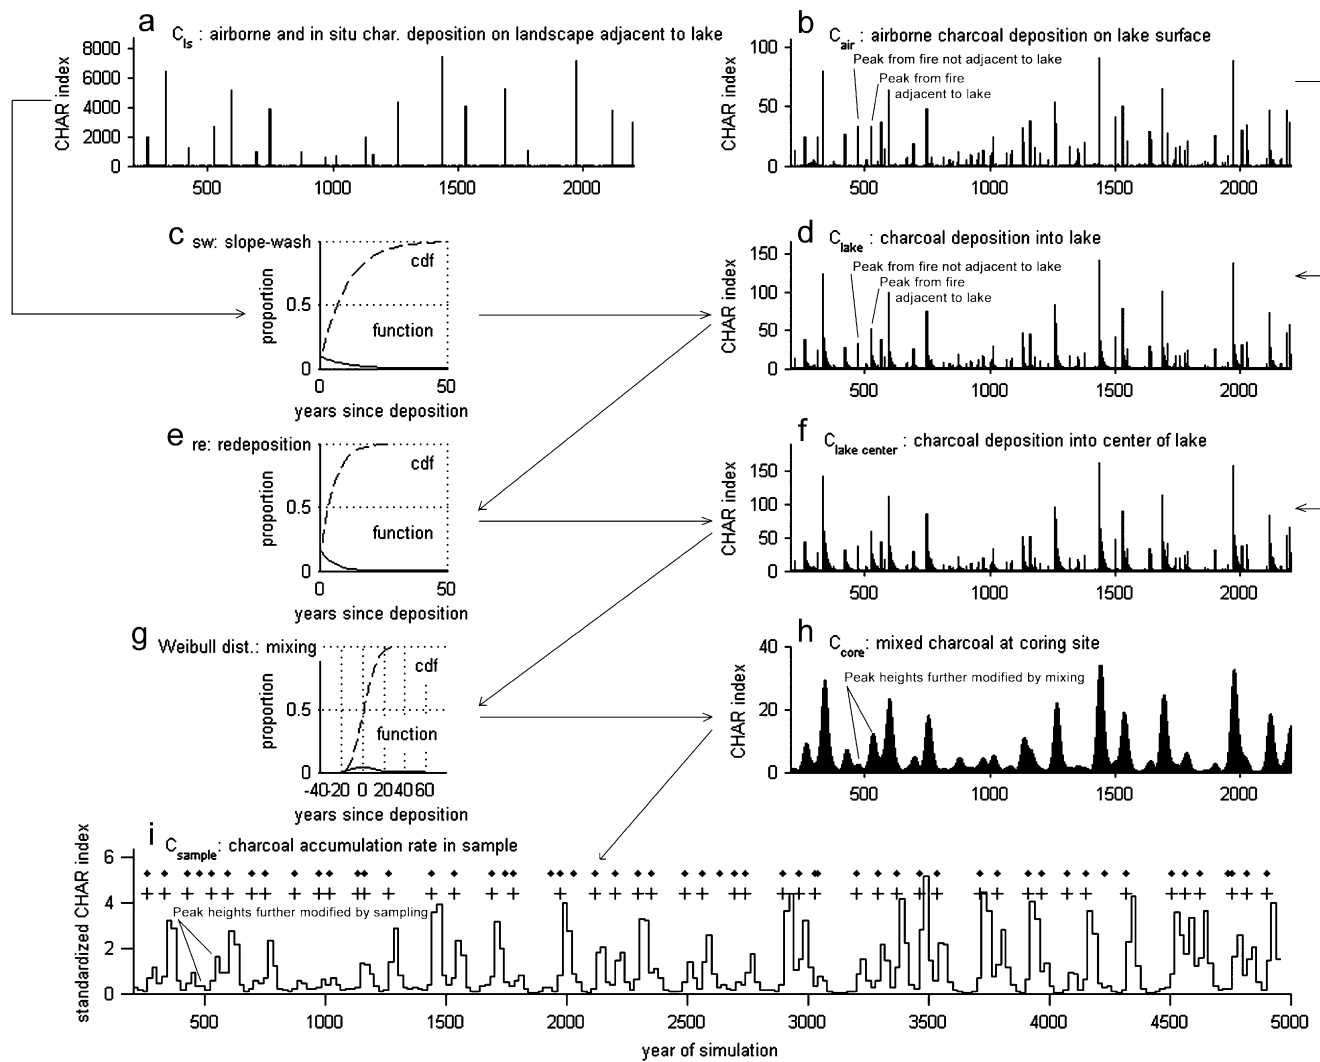 a C_ls : airborne and in situ char. deposition on landscape adjacent to lake
8000
6000
4000
2000
0
CHAR index
500 1000 1500 2000
b C_air : airborne charcoal deposition on lake surface
Peak from fire not adjacent to lake
Peak from fire
adjacent to lake
100
50
0
CHAR index
500 1000 1500 2000
c sw: slope-wash
cdf
0.5
function
0
proportion
0 50
years since deposition
d C_lake : charcoal deposition into lake
Peak from fire not adjacent to lake
Peak from fire
adjacent to lake
150
100
50
0
CHAR index
500 1000 1500 2000
e re: redeposition
cdf
0.5
function
0
proportion
0 50
years since deposition
f C_lake center : charcoal deposition into center of lake
150
100
50
0
CHAR index
500 1000 1500 2000
g Weibull dist.: mixing
cdf
0.5
function
0
proportion
-40 -20 0 20 40 60
years since deposition
h C_core : mixed charcoal at coring site
Peak heights further modified by mixing
40
20
0
CHAR index
500 1000 1500 2000
i C_sample : charcoal accumulation rate in sample
6
4
2
0
Peak heights further modified by sampling
standardized CHAR index
500 1000 1500 2000 2500 3000 3500 4000 4500 5000
year of simulation